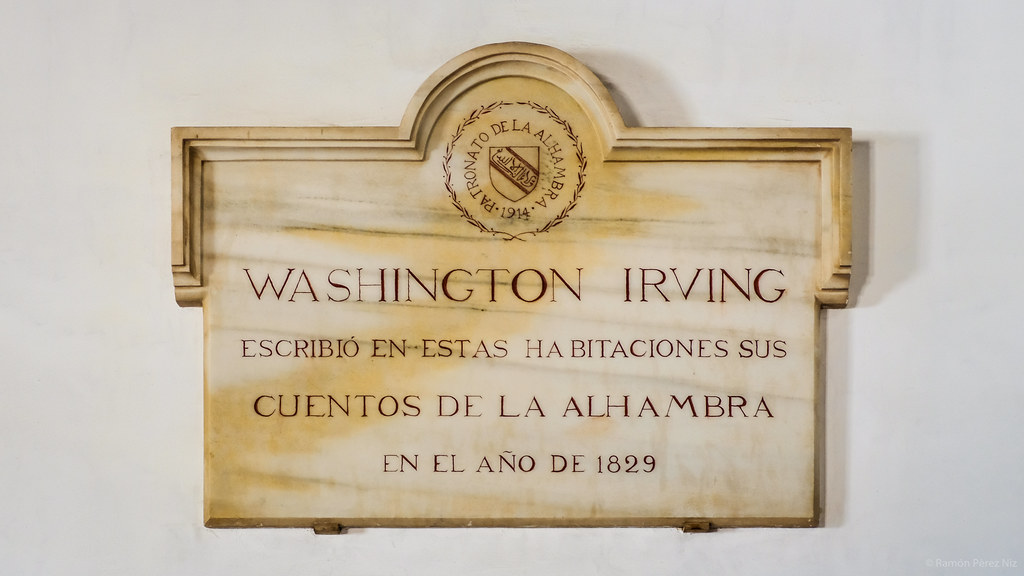 PATRONATO DE LA ALHAMBRA
·1914·
WASHINGTON IRVING
ESCRIBIÓ EN ESTAS HABITACIONES SUS
CUENTOS DE LA ALHAMBRA
EN EL AÑO DE 1829
© Ramón Pérez Niz